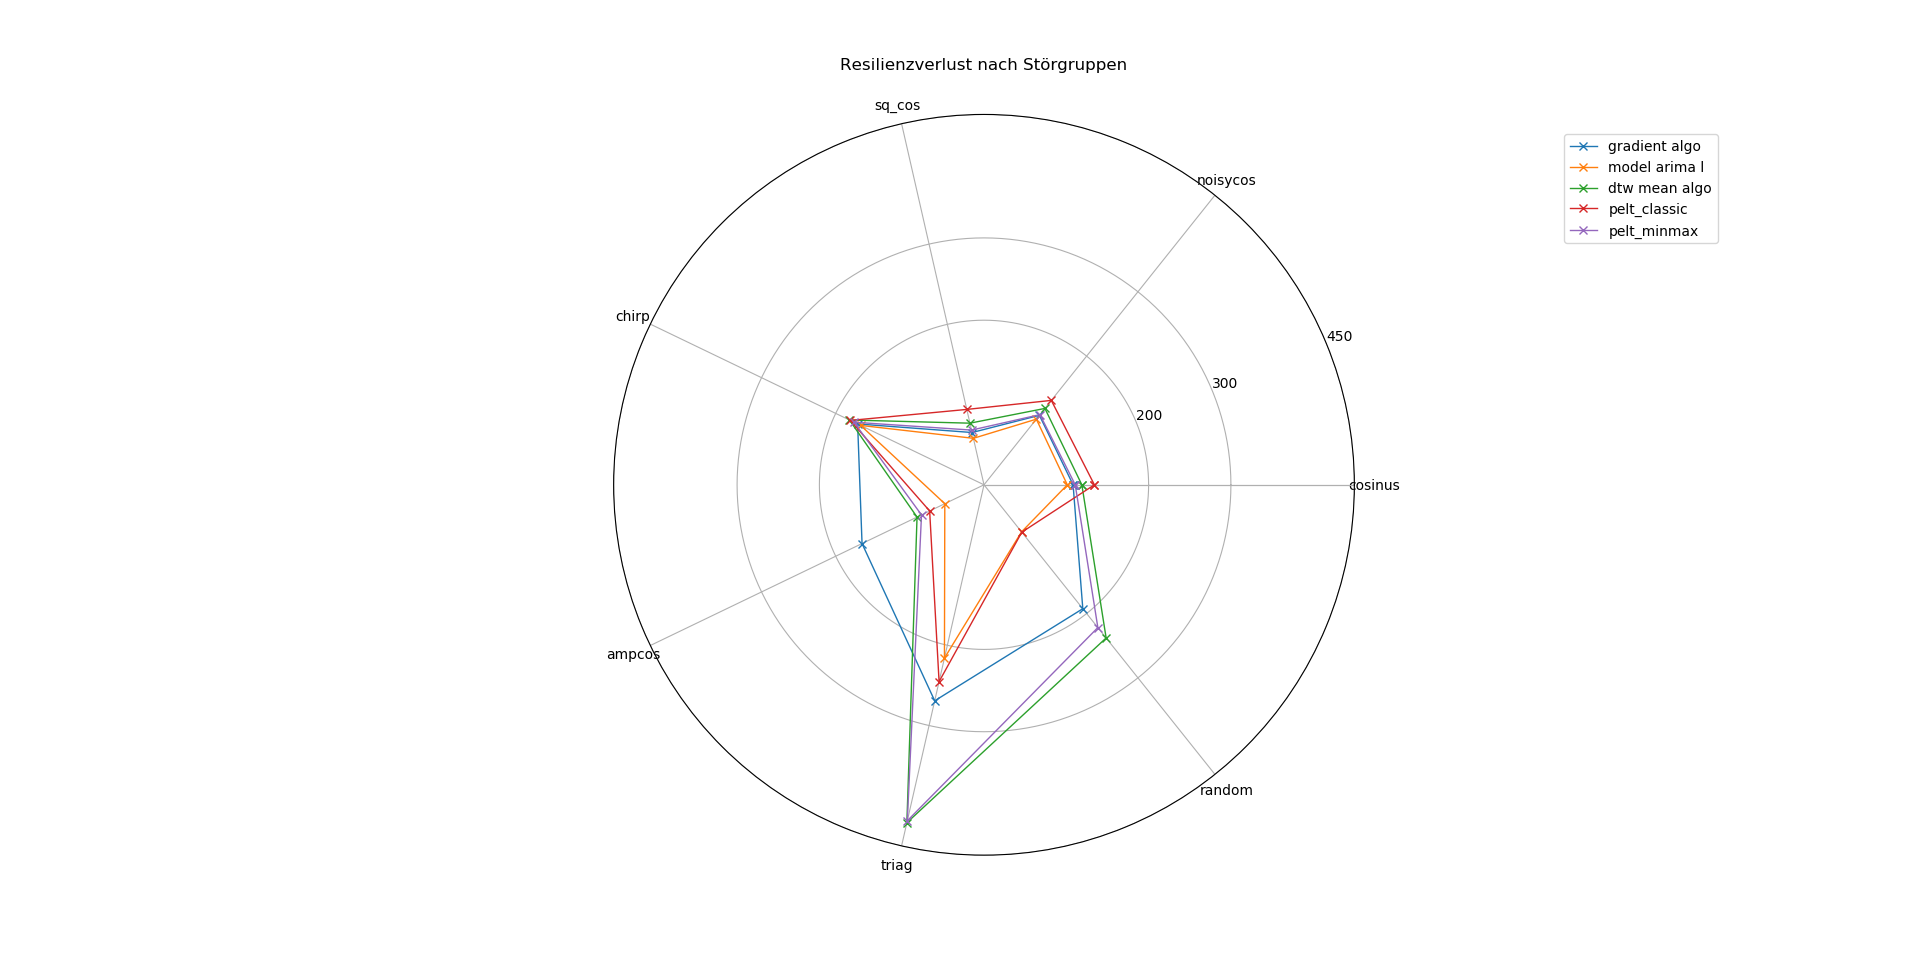 Resilienzverlust nach Störgruppen
sq_cos
noisycos
chirp
cosinus
ampcos
triag
random
450
300
200
gradient algo
model arima l
dtw mean algo
pelt_classic
pelt_minmax